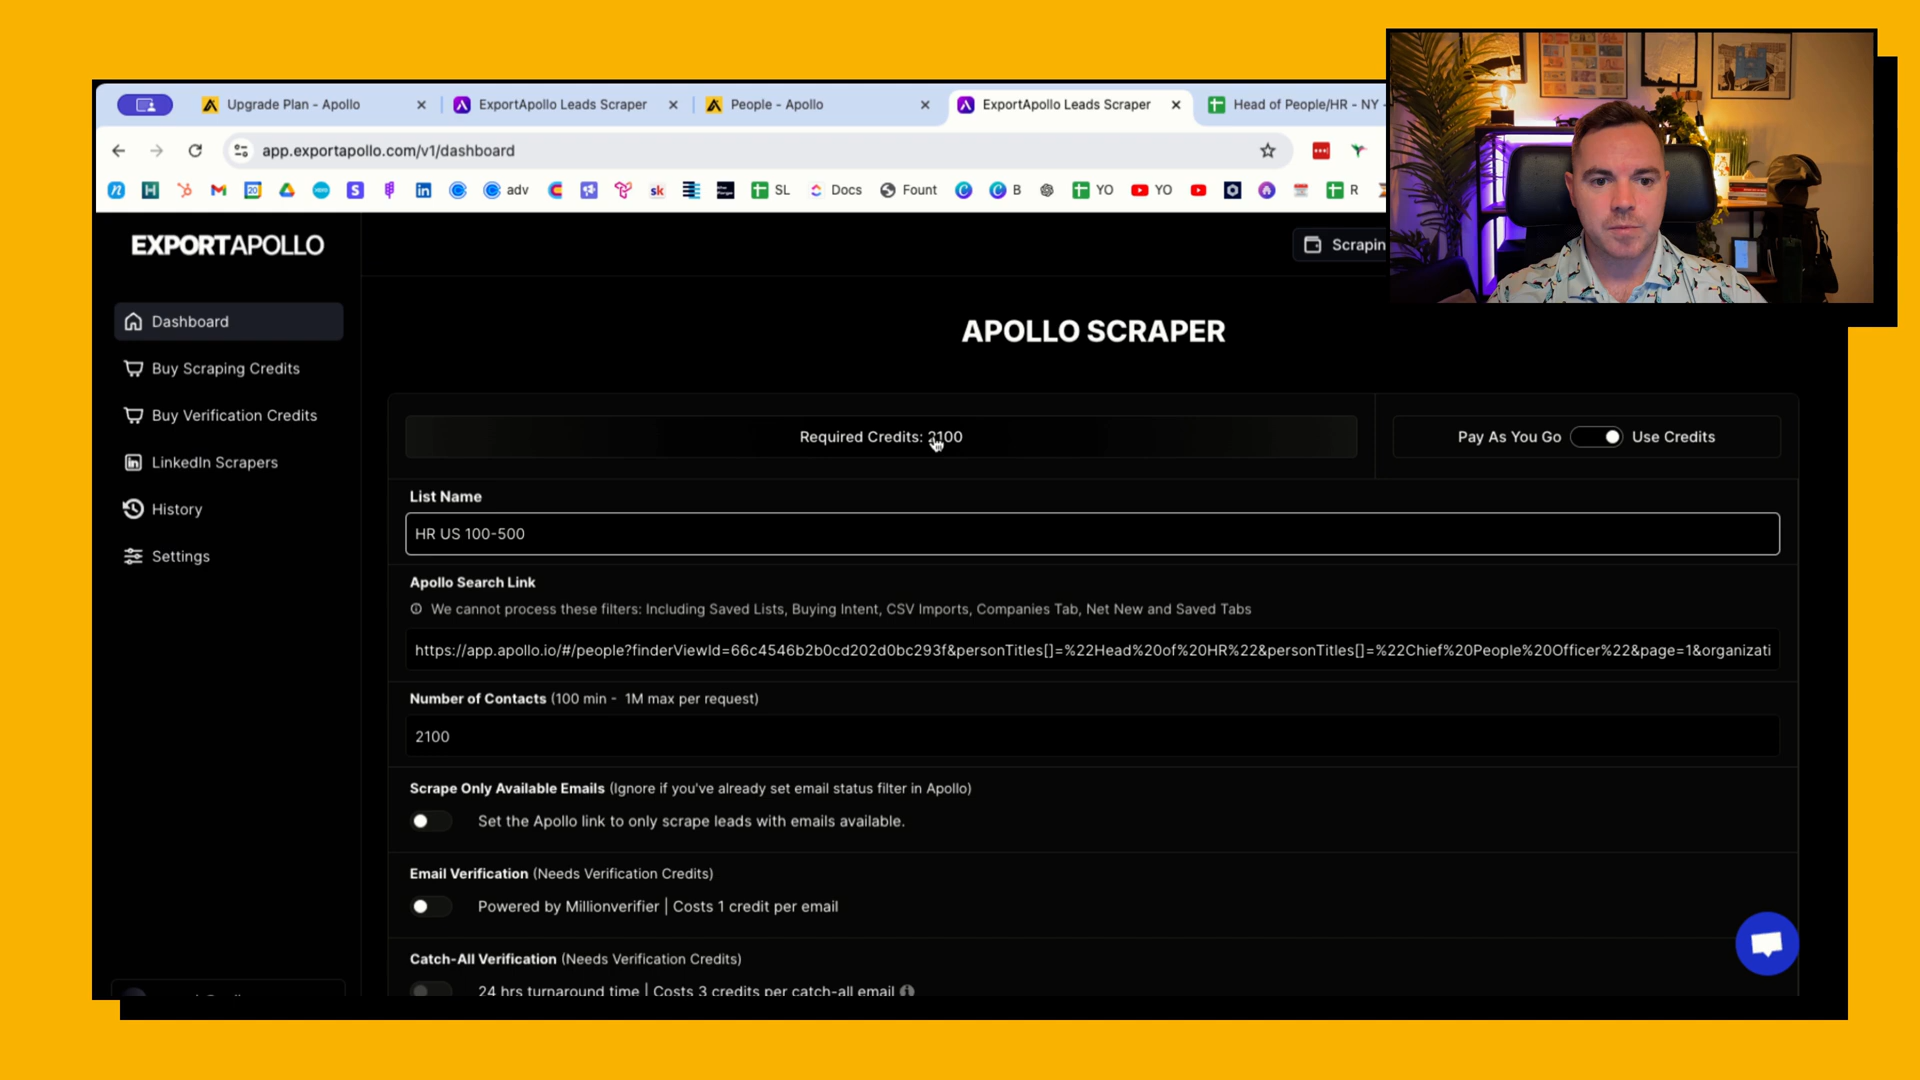 Upgrade Plan - Apollo
ExportApollo Leads Scraper
People - Apollo
ExportApollo Leads Scraper
Head of People/HR - NY -
app.exportapollo.com/v1/dashboard
adv
sk
SL
Docs
Fount
B
YO
YO
R
EXPORTAPOLLO
Scrapin
Dashboard
Buy Scraping Credits
Buy Verification Credits
LinkedIn Scrapers
History
Settings
APOLLO SCRAPER
Required Credits: 2100
Pay As You Go
Use Credits
List Name
HR US 100-500
Apollo Search Link
We cannot process these filters: Including Saved Lists, Buying Intent, CSV Imports, Companies Tab, Net New and Saved Tabs
https://app.apollo.io/#/people?finderViewId=66c4546b2b0cd202d0bc293f&personTitles[]=%22Head%20of%20HR%22&personTitles[]=%22Chief%20People%20Officer%22&page=1&organizati
Number of Contacts (100 min - 1M max per request)
2100
Scrape Only Available Emails (Ignore if you've already set email status filter in Apollo)
Set the Apollo link to only scrape leads with emails available.
Email Verification (Needs Verification Credits)
Powered by Millionverifier | Costs 1 credit per email
Catch-All Verification (Needs Verification Credits)
24 hrs turnaround time | Costs 3 credits per catch-all email